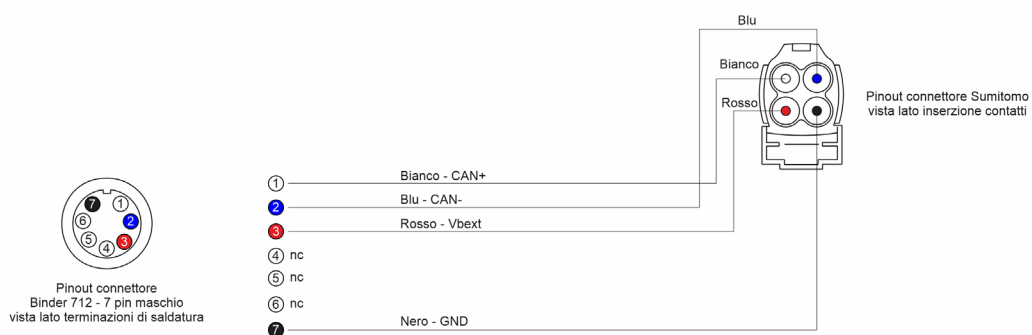 Blu
Bianco
Rosso
Pinout connettore Sumitomo
vista lato inserzione contatti
1 Bianco - CAN+
2 Blu - CAN-
3 Rosso - Vbext
4 nc
5 nc
6 nc
7 Nero - GND
7 1
6 2
5 4 3
Pinout connettore
Binder 712 - 7 pin maschio
vista lato terminazioni di saldatura